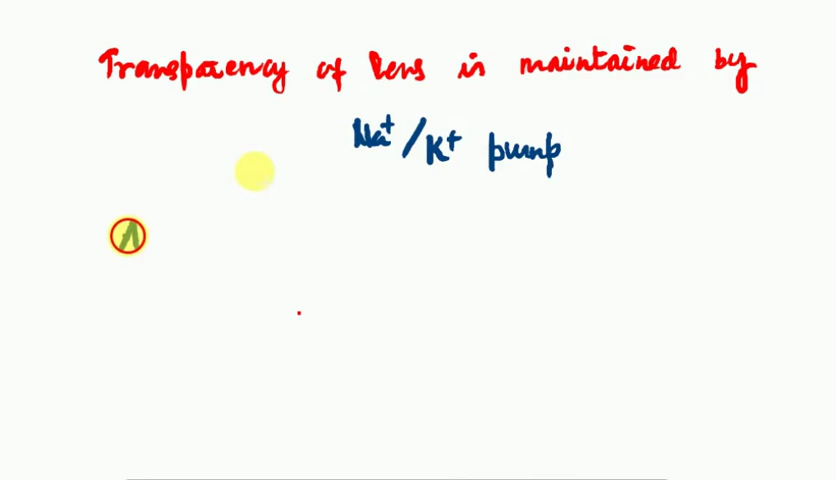 Transparency of lens is maintained by
Na+/K+ pump